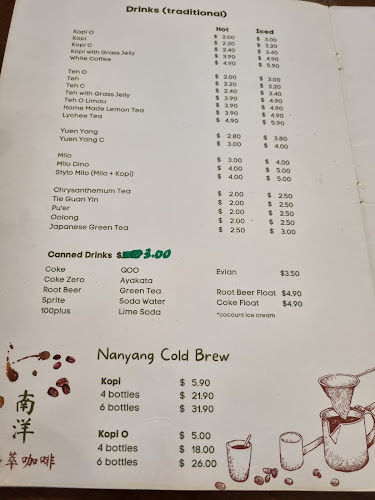 Drinks (traditional)
Hot Iced
Kopi O $ 2.00 $ 3.00
Kopi $ 2.20 $ 3.20
Kopi C $ 2.40 $ 3.40
Kopi with Grass Jelly $ 3.90 $ 4.90
White Coffee $ 4.90 $ 5.90
Teh O $ 2.00 $ 3.00
Teh $ 2.20 $ 3.20
Teh C $ 2.40 $ 3.40
Teh with Grass Jelly $ 3.90 $ 4.90
Teh O Limau $ 3.90 $ 4.90
Home Made Lemon Tea $ 3.90 $ 4.90
Lychee Tea $ 4.90 $ 5.90
Yuen Yang $ 2.80 $ 3.80
Yuen Yang C $ 3.00 $ 4.00
Milo $ 3.00 $ 4.00
Milo Dino $ 4.00 $ 5.00
Stylo Milo (Milo + Kopi) $ 4.00 $ 5.00
Chrysanthemum Tea $ 2.00 $ 2.50
Tie Guan Yin $ 2.00 $ 2.50
Pu'er $ 2.00 $ 2.50
Oolong $ 2.00 $ 2.50
Japanese Green Tea $ 2.50 $ 3.00
Canned Drinks $ 3.00
Coke QOO Evian $3.50
Coke Zero Ayakata
Root Beer Green Tea Root Beer Float $4.90
Sprite Soda Water Coke Float $4.90
100plus Lime Soda *cocount ice cream
Nanyang Cold Brew
Kopi $ 5.90
4 bottles $ 21.90
6 bottles $ 31.90
Kopi O $ 5.00
4 bottles $ 18.00
6 bottles $ 26.00
南洋
萃咖啡